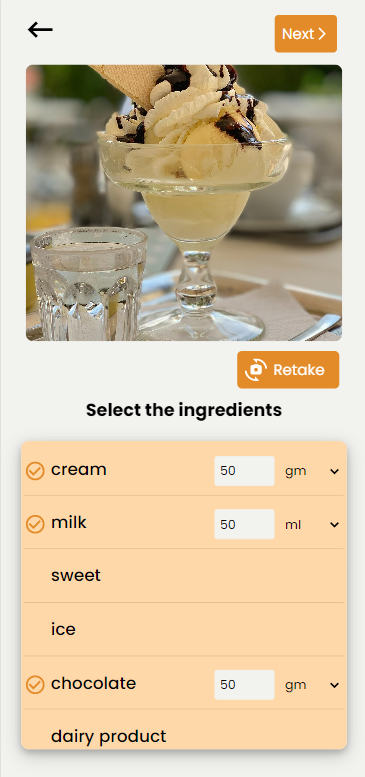 Next
Retake
Select the ingredients
cream 50 gm
milk 50 ml
sweet
ice
chocolate 50 gm
dairy product